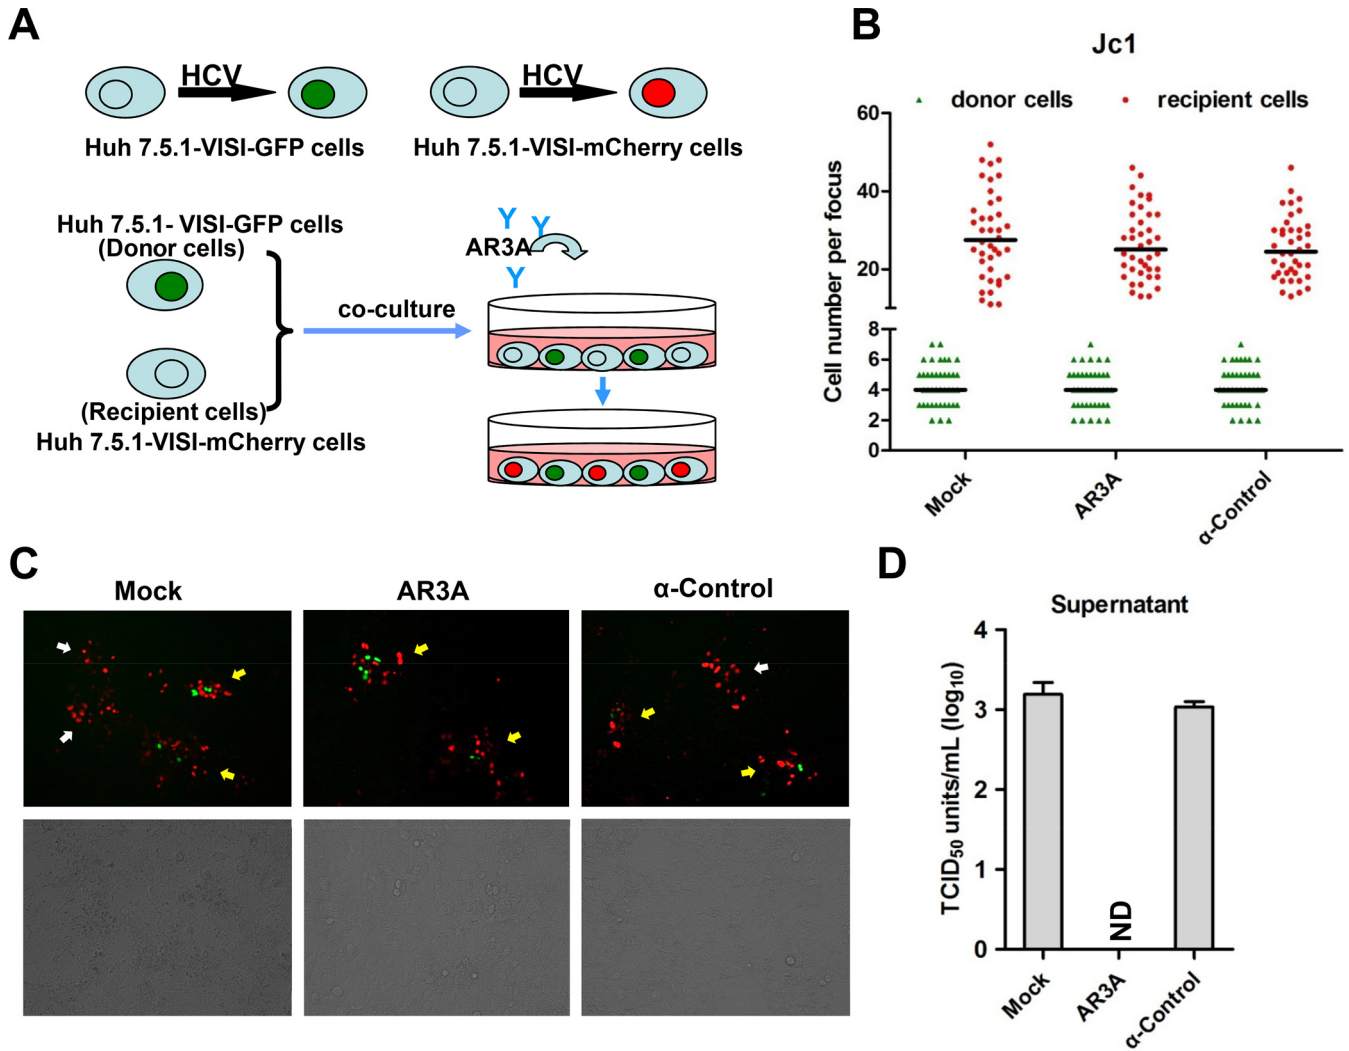 A
HCV
HCV
Huh 7.5.1-VISI-GFP cells
Huh 7.5.1-VISI-mCherry cells
Huh 7.5.1- VISI-GFP cells
(Donor cells)
AR3A
co-culture
(Recipient cells)
Huh 7.5.1-VISI-mCherry cells
B
Jc1
donor cells
recipient cells
Cell number per focus
60
40
20
8
6
4
2
0
Mock
AR3A
α-Control
C
Mock
AR3A
α-Control
D
Supernatant
TCID50 units/mL (log10)
4
3
2
1
0
ND
Mock
AR3A
α-Control